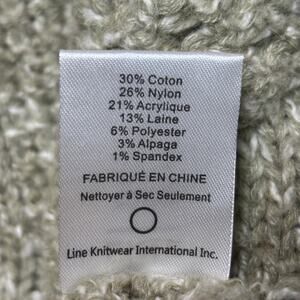 30% Coton
26% Nylon
21% Acrylique
13% Laine
6% Polyester
3% Alpaga
1% Spandex
FABRIQUÉ EN CHINE
Nettoyer à Sec Seulement
Line Knitwear International Inc.